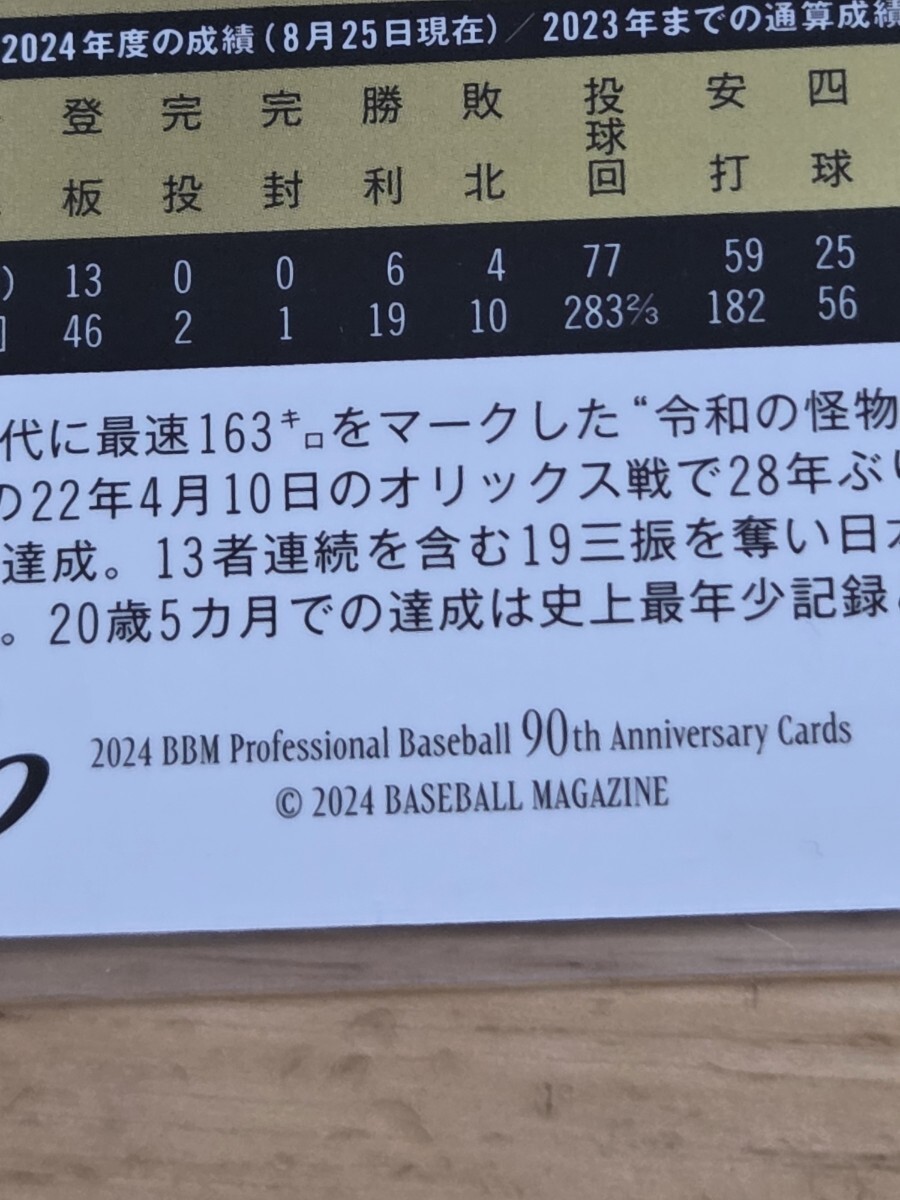 2024年度の成績(8月25日現在)/2023年までの通算成績
登板 完投 完封 勝利 敗北 投球回 安打 四球
) 13 0 0 6 4 77 59 25
46 2 1 19 10 283⅔ 182 56
代に最速163㌔をマークした“令和の怪物
の22年4月10日のオリックス戦で28年ぶり
達成。13者連続を含む19三振を奪い日本
。20歳5カ月での達成は史上最年少記録
2024 BBM Professional Baseball 90th Anniversary Cards
© 2024 BASEBALL MAGAZINE